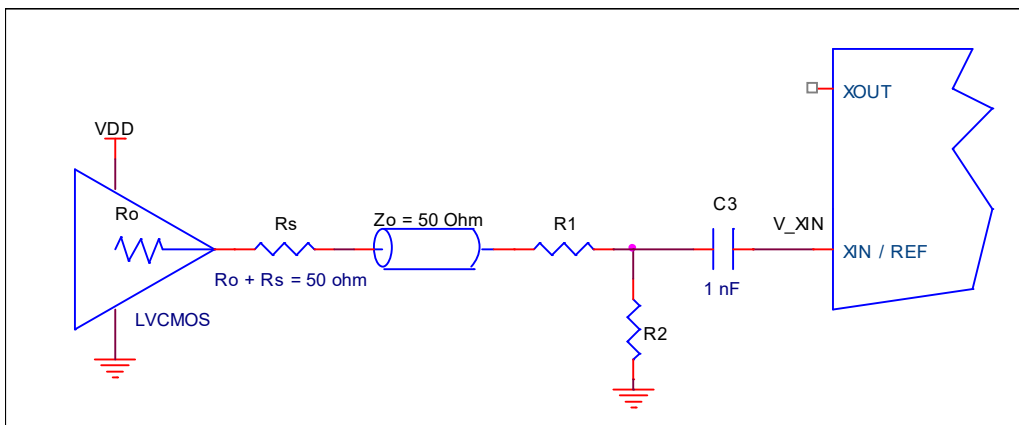 VDD
Ro
Rs
Ro + Rs = 50 ohm
LVCMOS
Zo = 50 Ohm
R1
R2
C3
1 nF
V_XIN
XOUT
XIN / REF